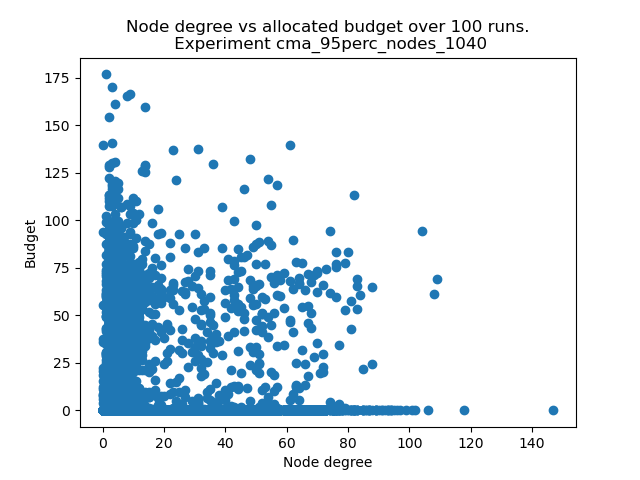 Node degree vs allocated budget over 100 runs.
Experiment cma_95perc_nodes_1040
175
150
125
100
75
50
25
0
Budget
0 20 40 60 80 100 120 140
Node degree